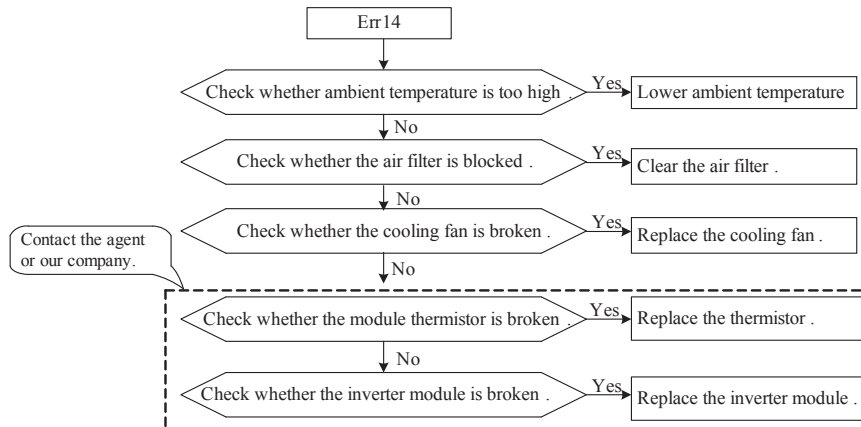 Err14
Check whether ambient temperature is too high .
Yes
Lower ambient temperature
No
Check whether the air filter is blocked .
Yes
Clear the air filter .
No
Check whether the cooling fan is broken .
Yes
Replace the cooling fan .
Contact the agent
or our company.
No
Check whether the module thermistor is broken .
Yes
Replace the thermistor .
No
Check whether the inverter module is broken .
Yes
Replace the inverter module .